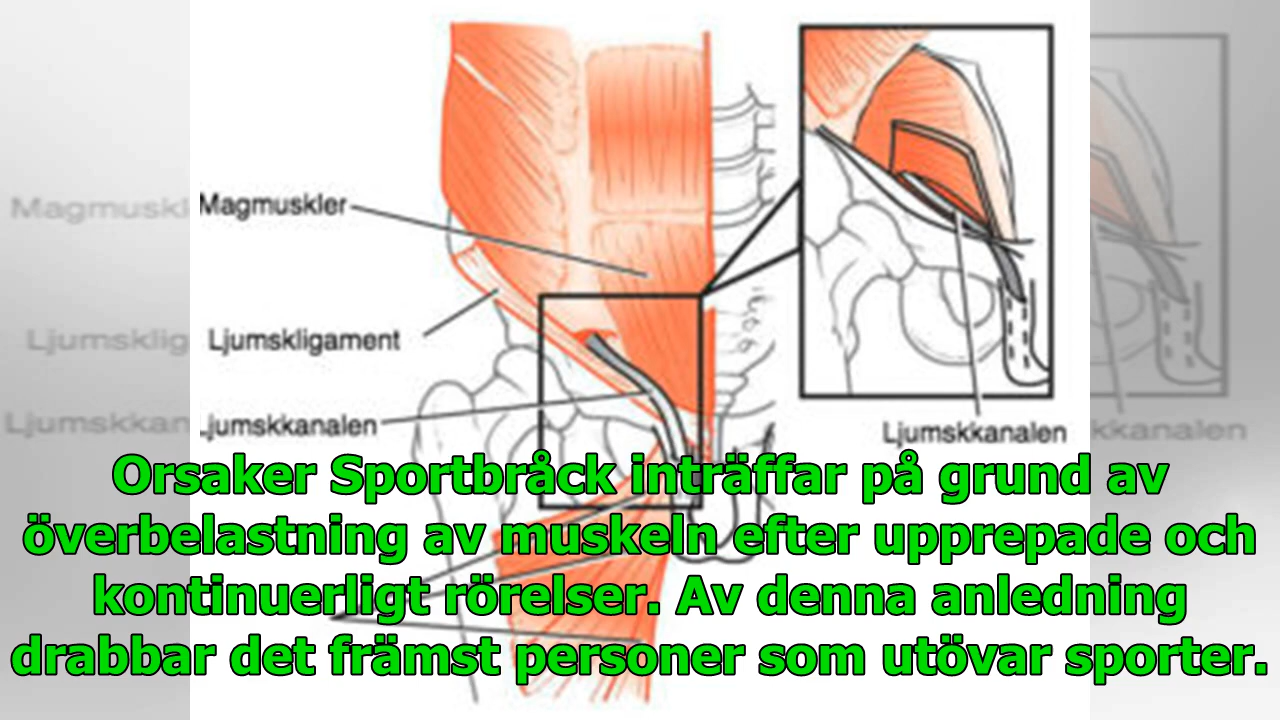 Magmuskler
Ljumskligament
Ljumskkanalen
Ljumskkanalen
Orsaker Sportbråck inträffar på grund av
överbelastning av muskeln efter upprepade och
kontinuerligt rörelser. Av denna anledning
drabbar det främst personer som utövar sporter.